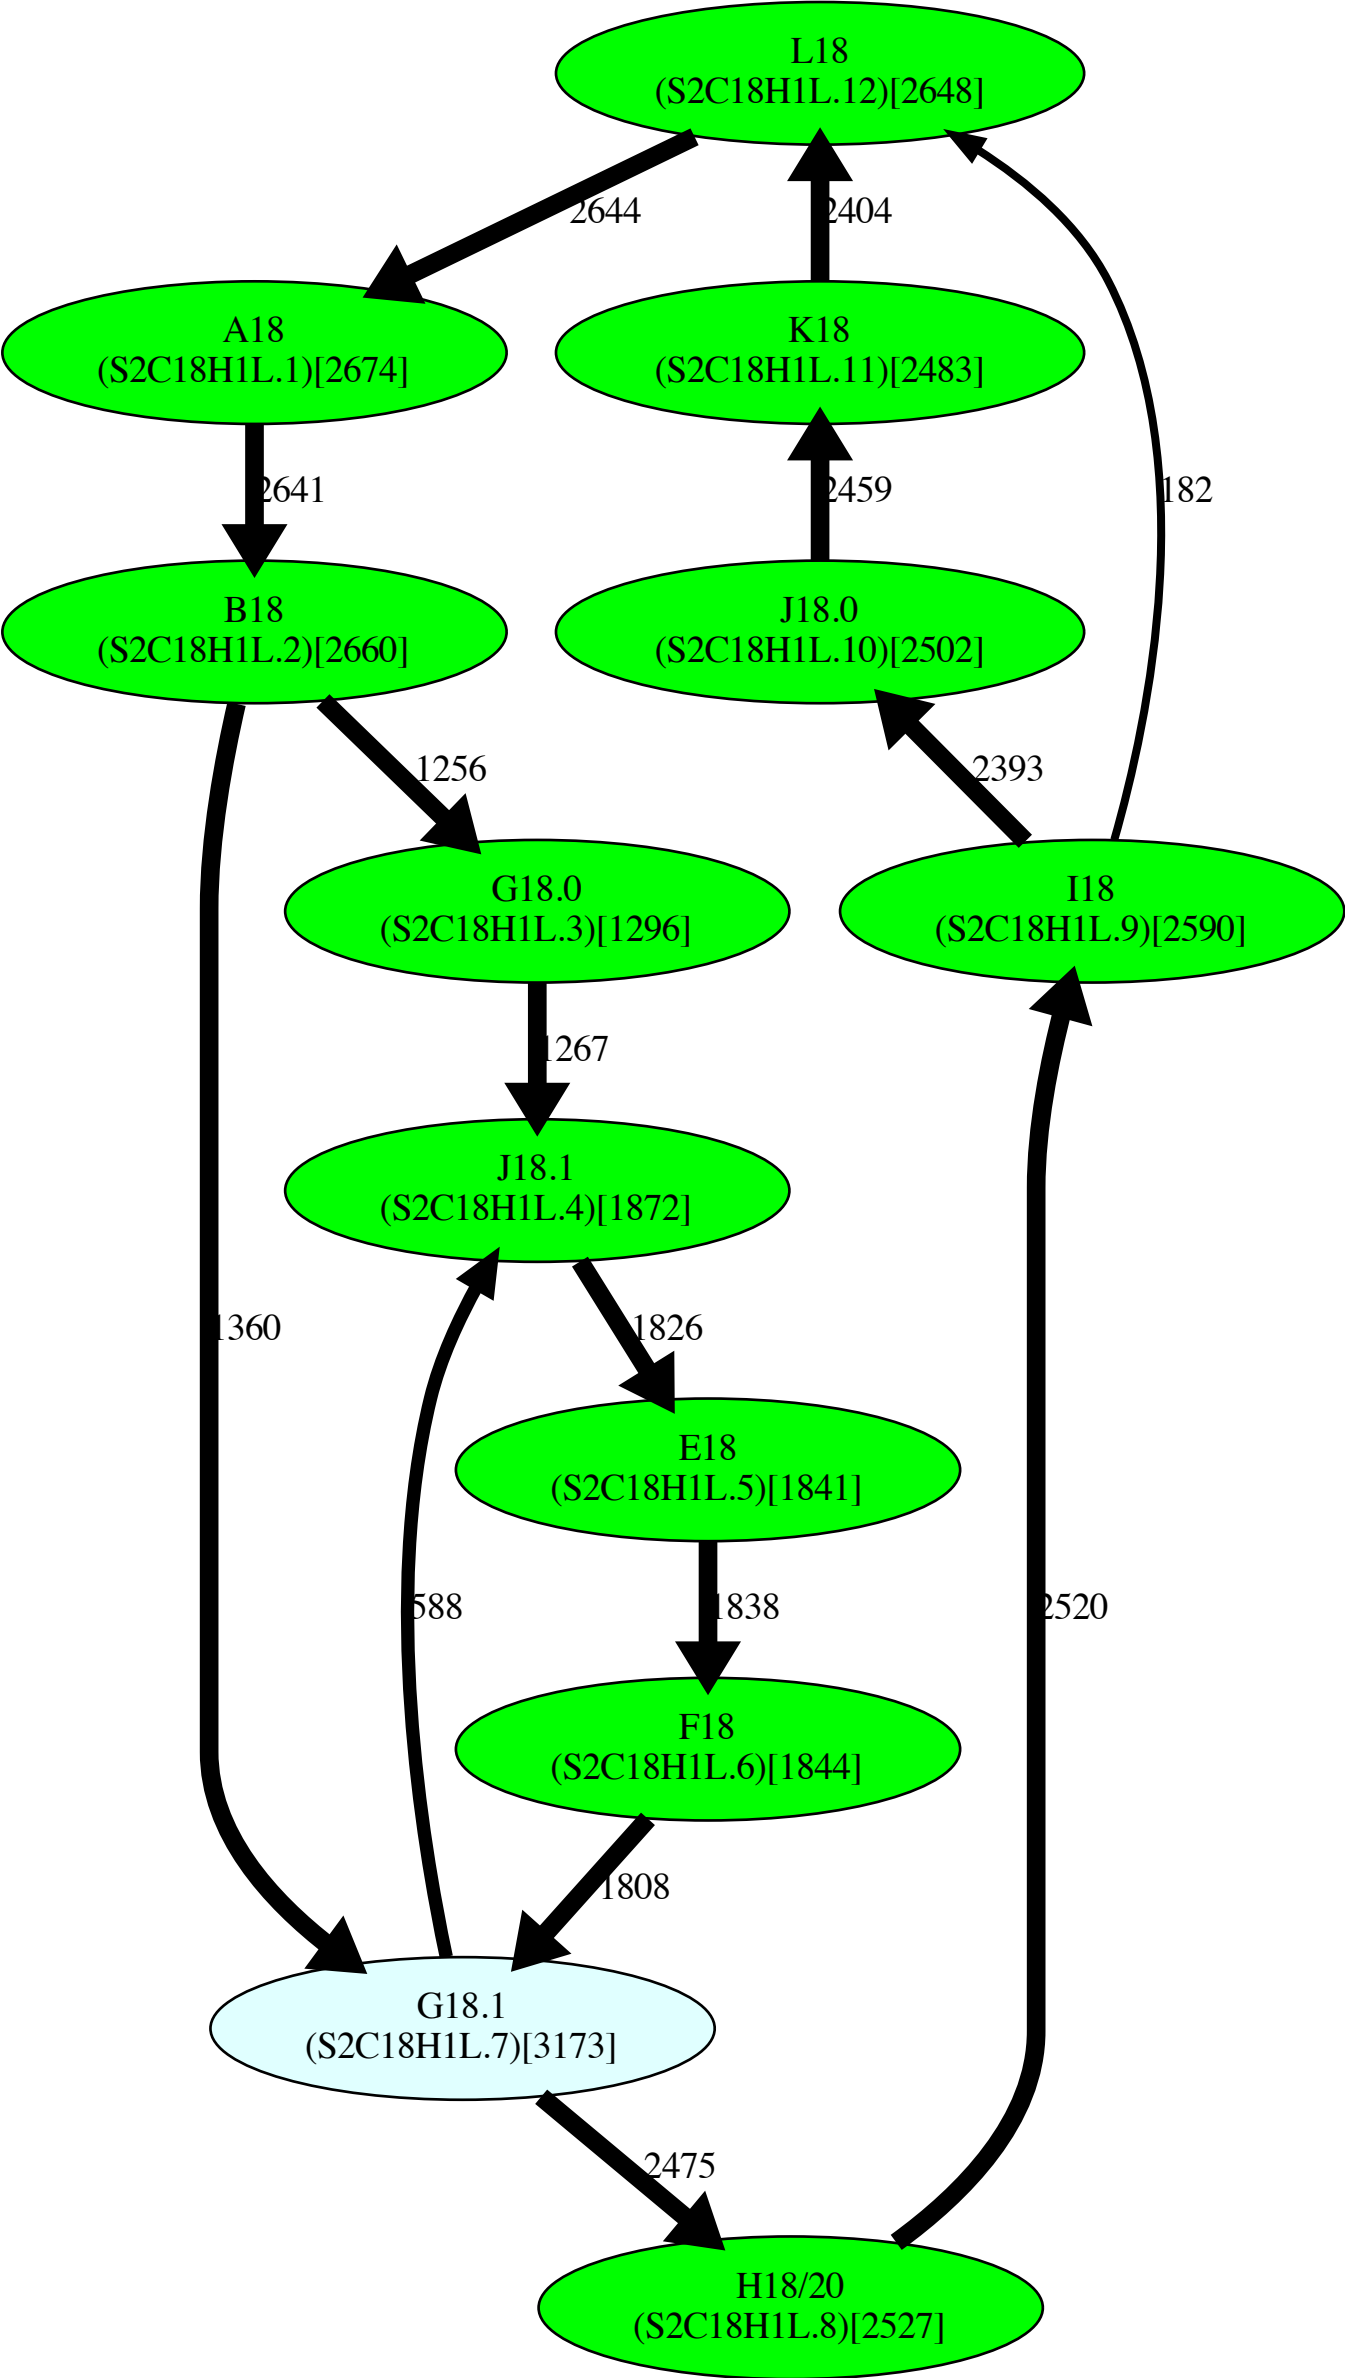 L18
(S2C18H1L.12)[2648]
2644
2404
A18
(S2C18H1L.1)[2674]
K18
(S2C18H1L.11)[2483]
2641
2459
182
B18
(S2C18H1L.2)[2660]
J18.0
(S2C18H1L.10)[2502]
1256
2393
G18.0
(S2C18H1L.3)[1296]
I18
(S2C18H1L.9)[2590]
1267
J18.1
(S2C18H1L.4)[1872]
1360
1826
E18
(S2C18H1L.5)[1841]
588
1838
2520
F18
(S2C18H1L.6)[1844]
1808
G18.1
(S2C18H1L.7)[3173]
2475
H18/20
(S2C18H1L.8)[2527]